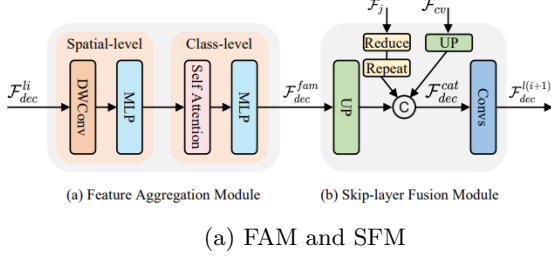 F_j F_cv
Spatial-level Class-level Reduce UP
Repeat
F_dec^li DWConv MLP Self Attention MLP F_dec^fam UP C F_dec^cat Convs F_dec^l(i+1)
(a) Feature Aggregation Module (b) Skip-layer Fusion Module
(a) FAM and SFM